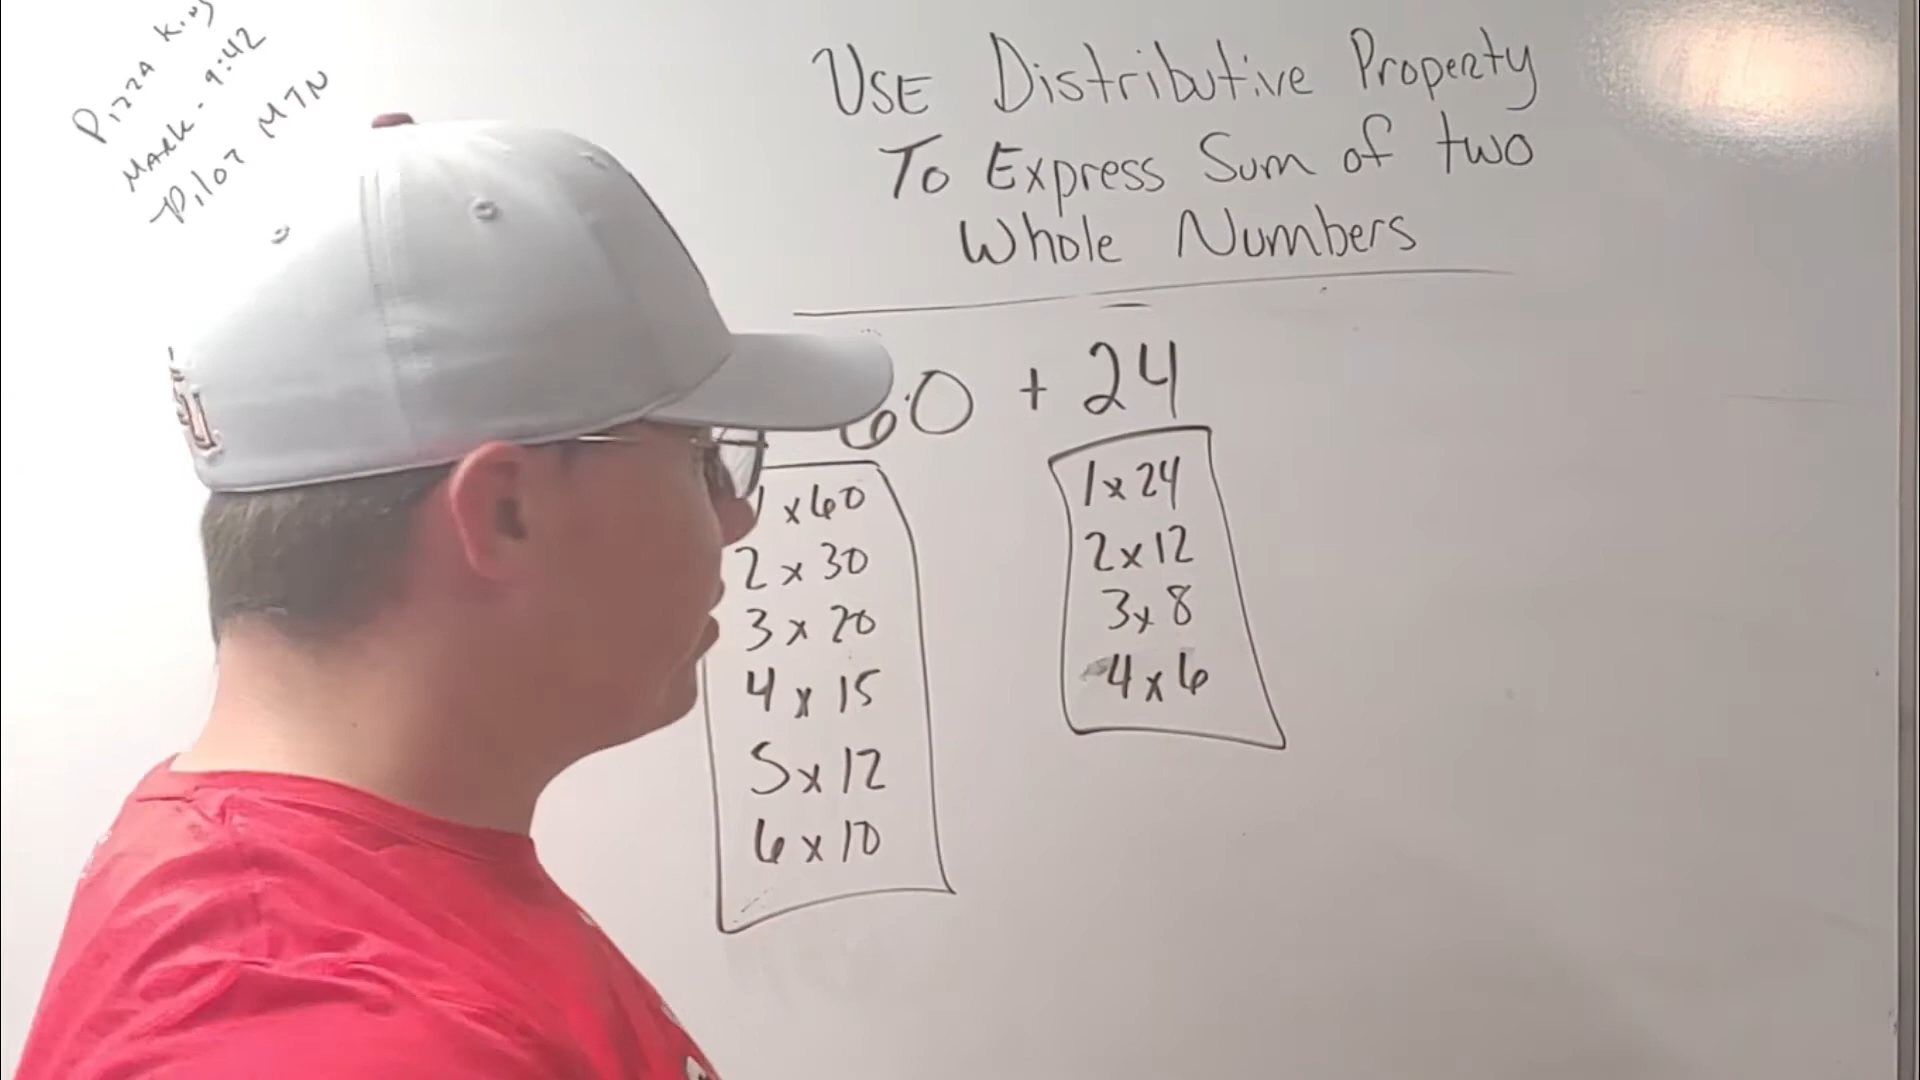 Pizza King
Mark - 9:42
Pilot MTN
USE Distributive Property
To Express Sum of two
Whole Numbers
60 + 24
1 x 60
2 x 30
3 x 20
4 x 15
5 x 12
6 x 10
1 x 24
2 x 12
3 x 8
4 x 6